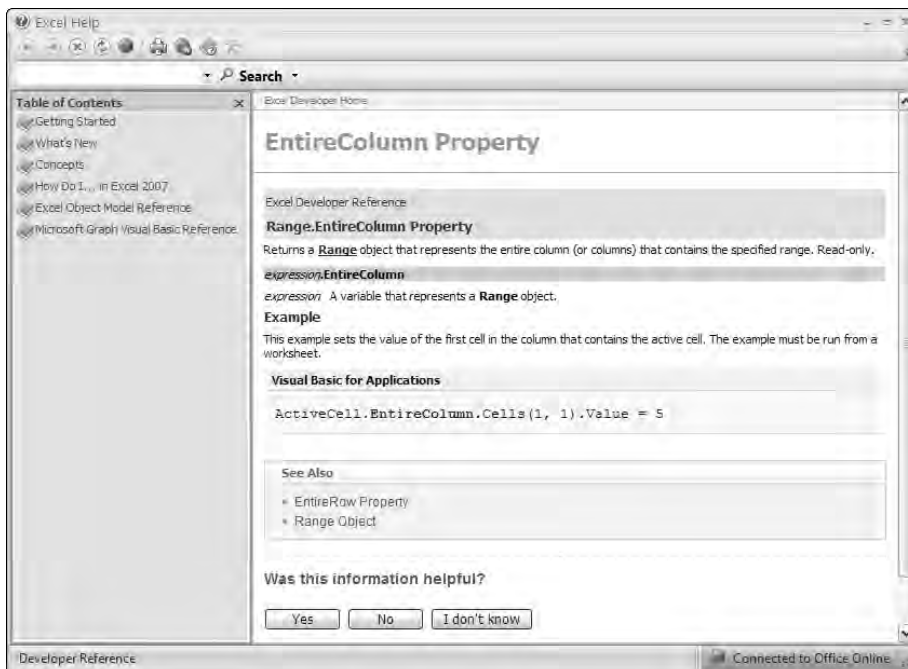 Excel Help
Search
Table of Contents
Getting Started
What's New
Concepts
How Do I... in Excel 2007
Excel Object Model Reference
Microsoft Graph Visual Basic Reference
Excel Developer Home
EntireColumn Property
Excel Developer Reference
Range.EntireColumn Property
Returns a Range object that represents the entire column (or columns) that contains the specified range. Read-only.
expression.EntireColumn
expression A variable that represents a Range object.
Example
This example sets the value of the first cell in the column that contains the active cell. The example must be run from a
worksheet.
Visual Basic for Applications
ActiveCell.EntireColumn.Cells(1, 1).Value = 5
See Also
EntireRow Property
Range Object
Was this information helpful?
Yes No I don't know
Developer Reference
Connected to Office Online